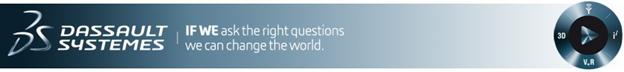 DASSAULT
SYSTEMES
IF WE ask the right questions
we can change the world.
3D
V,R